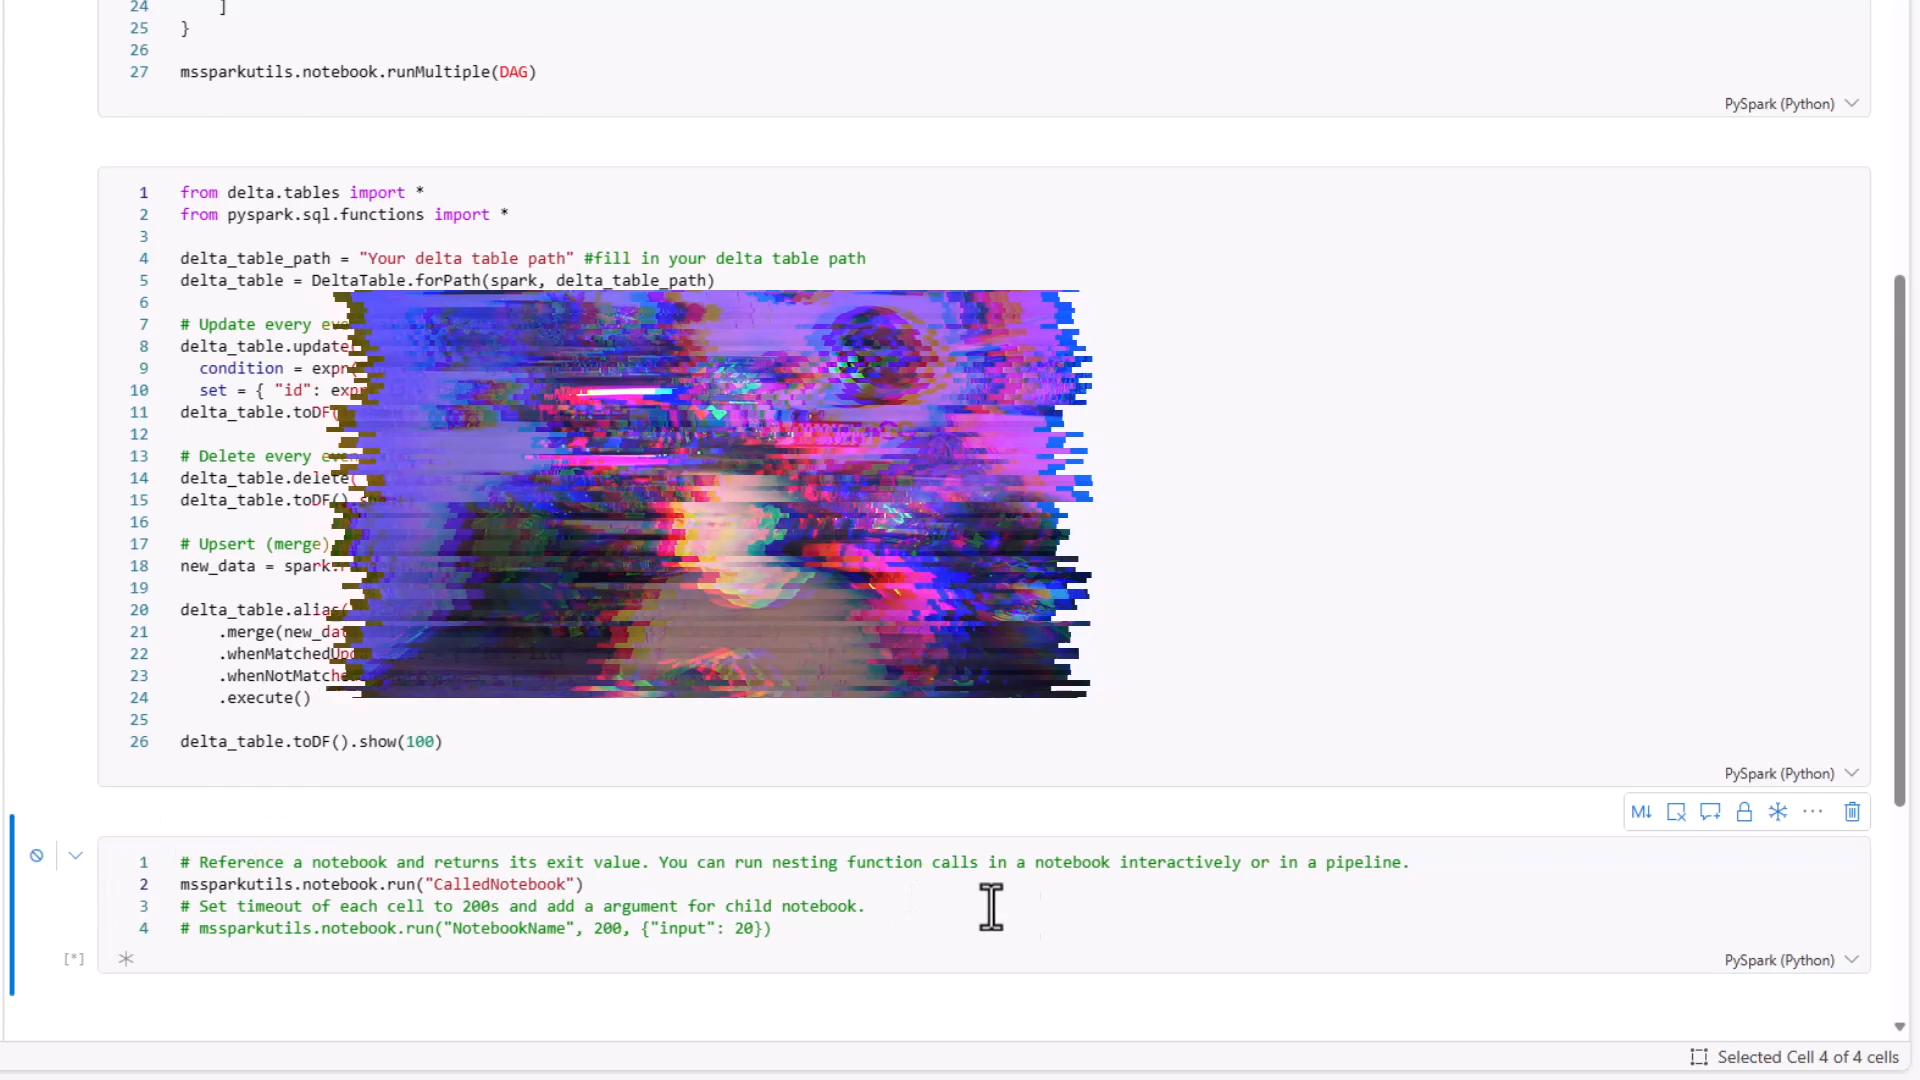 24 ]
25 }
26
27 mssparkutils.notebook.runMultiple(DAG)
PySpark (Python)
1 from delta.tables import *
2 from pyspark.sql.functions import *
3
4 delta_table_path = "Your delta table path" #fill in your delta table path
5 delta_table = DeltaTable.forPath(spark, delta_table_path)
6
7 # Update every
8 delta_table.update
9 condition = expr
10 set = { "id":
11 delta_table.toDF
12
13 # Delete every
14 delta_table.delete(
15 delta_table.toDF()
16
17 # Upsert (merge)
18 new_data = spark.
19
20 delta_table.alias(
21 .merge(
22
23
24 .execute()
25
26 delta_table.toDF().show(100)
PySpark (Python)
M↓
1 # Reference a notebook and returns its exit value. You can run nesting function calls in a notebook interactively or in a pipeline.
2 mssparkutils.notebook.run("CalledNotebook")
3 # Set timeout of each cell to 200s and add a argument for child notebook.
4 # mssparkutils.notebook.run("NotebookName", 200, {"input": 20})
[*]
PySpark (Python)
Selected Cell 4 of 4 cells